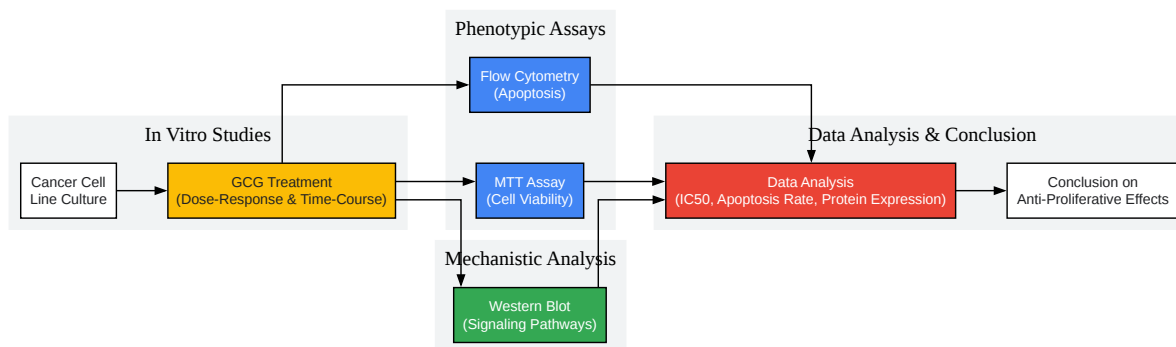 Phenotypic Assays
Flow Cytometry
(Apoptosis)
In Vitro Studies
Data Analysis & Conclusion
Cancer Cell
Line Culture
GCG Treatment
(Dose-Response & Time-Course)
MTT Assay
(Cell Viability)
Data Analysis
(IC50, Apoptosis Rate, Protein Expression)
Conclusion on
Anti-Proliferative Effects
Mechanistic Analysis
Western Blot
(Signaling Pathways)